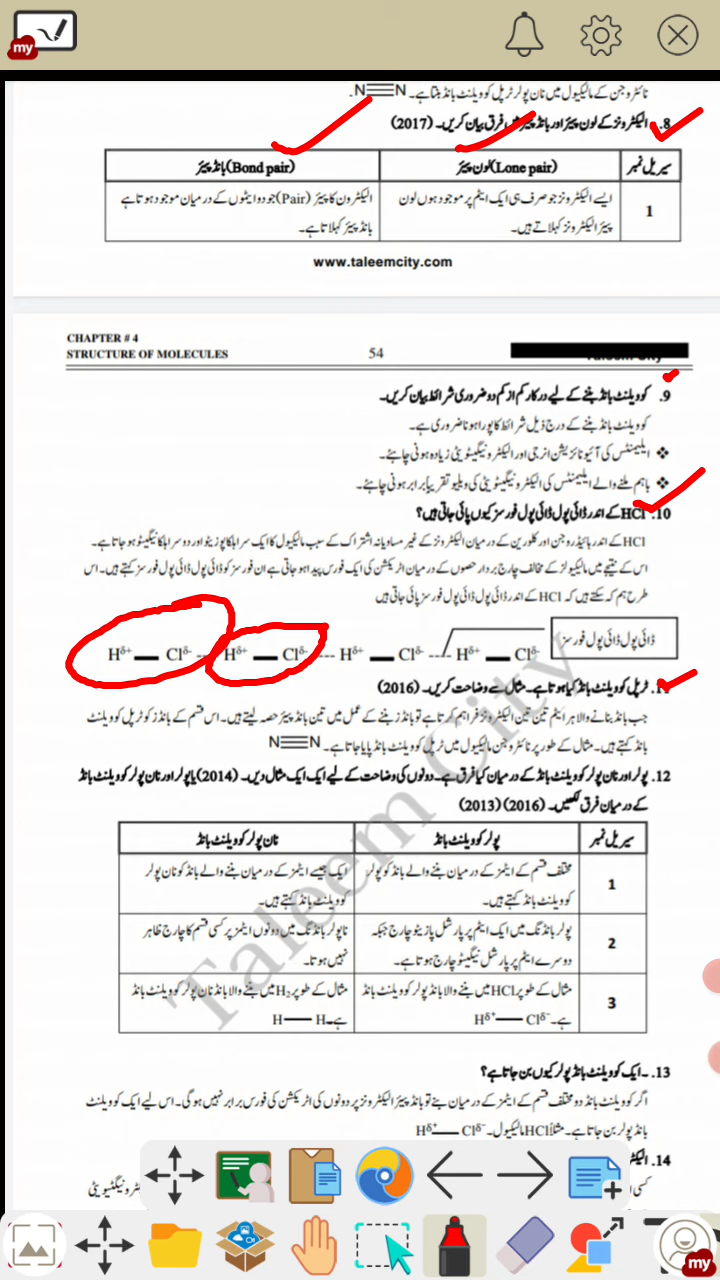 my
نائٹروجن کے مالیکیول میں نان پولر ٹرپل کوویلنٹ بانڈ بنتا ہے۔ N≡N .
8. الیکٹرونز کے لون پیئر اور بانڈ پیئر میں فرق بیان کریں۔ (2017)
سیریل نمبر | لون پیئر (Lone pair) | بانڈ پیئر (Bond pair)
1 | ایسے الیکٹرونز جو صرف ہی ایک ایٹم پر موجود ہوں لون | الیکٹرون کا پیئر (Pair) جو دو ایٹوں کے درمیان موجود ہوتا ہے
پیئر الیکٹرونز کہلاتے ہیں۔ | بانڈ پیئر کہلاتا ہے۔
www.taleemcity.com
CHAPTER # 4
STRUCTURE OF MOLECULES 54
9. کوویلنٹ بانڈ بننے کے لیے درکار کم از کم دو ضروری شرائط بیان کریں۔
کوویلنٹ بانڈ بننے کے درج ذیل شرائط کا پورا ہونا ضروری ہے۔
❖ ایلیمنٹس کی آئیونائزیشن انرجی اور الیکٹرونیگیٹویٹی زیادہ ہونی چاہئے۔
❖ باہم ملنے والے ایلیمنٹس کی الیکٹرونیگیٹویٹی کی ویلیو تقریباً برابر ہونی چاہئے۔
10. HCl کے اندر ڈائی پول ڈائی پول فورسز کیوں پائی جاتی ہیں؟
HCl کے اندر ہائیڈروجن اور کلورین کے درمیان الیکٹرونز کے غیر مساویانہ اشتراک کے سبب مالیکیول کا ایک سرا ہلکا پوزیٹو اور دوسرا ہلکا نیگیٹو ہو جاتا ہے۔
اس کے نتیجے میں مالیکیولز کے مخالف چارج بردار حصوں کے درمیان اٹریکشن کی ایک فورس پیدا ہو جاتی ہے ان فورسز کو ڈائی پول ڈائی پول فورسز کہتے ہیں۔ اس
طرح ہم کہہ سکتے ہیں کہ HCl کے اندر ڈائی پول ڈائی پول فورسز پائی جاتی ہیں
Hδ+ — Clδ- --- Hδ+ — Clδ- --- Hδ+ — Clδ- --- Hδ+ — Clδ- ڈائی پول ڈائی پول فورسز
11. ٹرپل کوویلنٹ بانڈ کیا ہوتا ہے۔ مثال سے وضاحت کریں۔ (2016)
جب بانڈ بنانے والا ہر ایٹم تین تین الیکٹرونز فراہم کرتا ہے تو بانڈز بننے کے عمل میں تین بانڈ پیئر حصہ لیتے ہیں۔ اس قسم کے بانڈز کو ٹرپل کوویلنٹ
بانڈ کہتے ہیں۔ مثال کے طور پر نائٹروجن مالیکیول میں ٹرپل کوویلنٹ بانڈ پایا جاتا ہے۔ N≡N
12. پولر اور نان پولر کوویلنٹ بانڈ کے درمیان کیا فرق ہے۔ دونوں کی وضاحت کے لیے ایک ایک مثال دیں۔ (2014) یا پولر اور نان پولر کوویلنٹ بانڈ
کے درمیان فرق لکھیں۔ (2016) (2013)
سیریل نمبر | پولر کوویلنٹ بانڈ | نان پولر کوویلنٹ بانڈ
1 | مختلف قسم کے ایٹمز کے درمیان بننے والے بانڈ کو پولر | ایک جیسے ایٹمز کے درمیان بننے والے بانڈ کو نان پولر
کوویلنٹ بانڈ کہتے ہیں۔ | کوویلنٹ بانڈ کہتے ہیں۔
2 | پولر بانڈنگ میں ایک ایٹم پر پارشل پازیٹو چارج جبکہ | ناپولر بانڈنگ میں دونوں ایٹمز پر کسی قسم کا چارج ظاہر
دوسرے ایٹم پر پارشل نیگیٹو چارج ہوتا ہے۔ | نہیں ہوتا۔
3 | مثال کے طور پر HCl میں بننے والا بانڈ پولر کوویلنٹ بانڈ | مثال کے طور پر H₂ میں بننے والا بانڈ نان پولر کوویلنٹ بانڈ
ہے۔ Hδ+ — Clδ- | ہے۔ H — H
Taleem City
13. ۔ ایک کوویلنٹ بانڈ پولر کیوں بن جاتا ہے؟
اگر کوویلنٹ بانڈ دو مختلف قسم کے ایٹمز کے درمیان بنے تو بانڈ پیئر الیکٹرونز پر دونوں کی اٹریکشن کی فورس برابر نہیں ہوگی۔ اس لیے ایک کوویلنٹ
بانڈ پولر بن جاتا ہے۔ مثلاً HCl مالیکیول۔ Hδ+ — Clδ-
14.
my